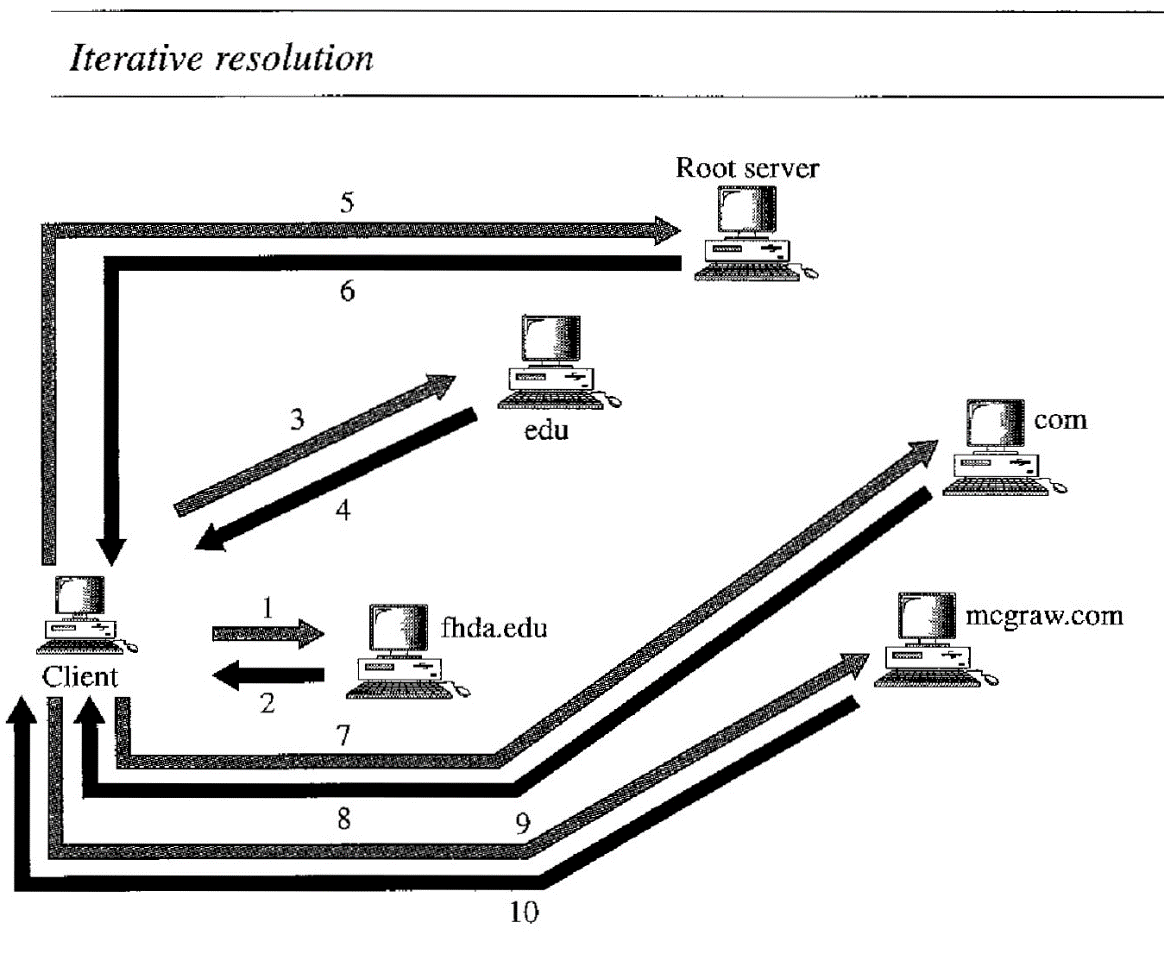 Iterative resolution
Root server
5
6
3
edu
4
com
1
fhda.edu
mcgraw.com
Client
2
7
8
9
10